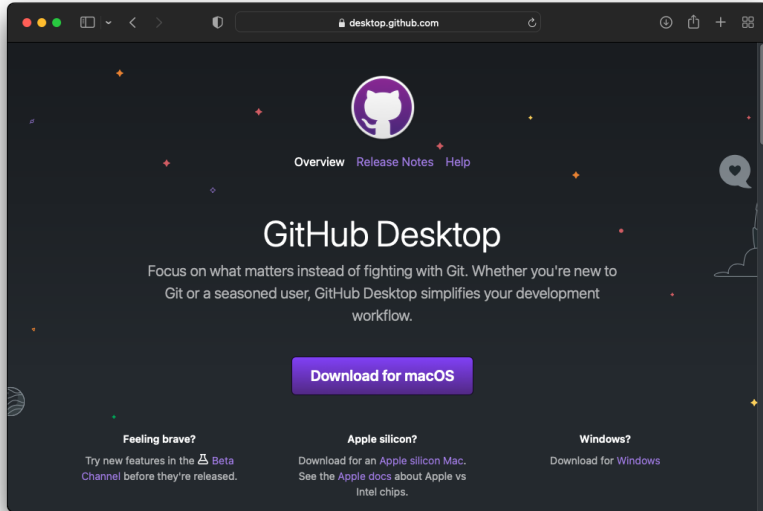 desktop.github.com
Overview Release Notes Help
GitHub Desktop
Focus on what matters instead of fighting with Git. Whether you're new to
Git or a seasoned user, GitHub Desktop simplifies your development
workflow.
Download for macOS
Feeling brave?
Try new features in the Beta
Channel before they're released.
Apple silicon?
Download for an Apple silicon Mac.
See the Apple docs about Apple vs
Intel chips.
Windows?
Download for Windows